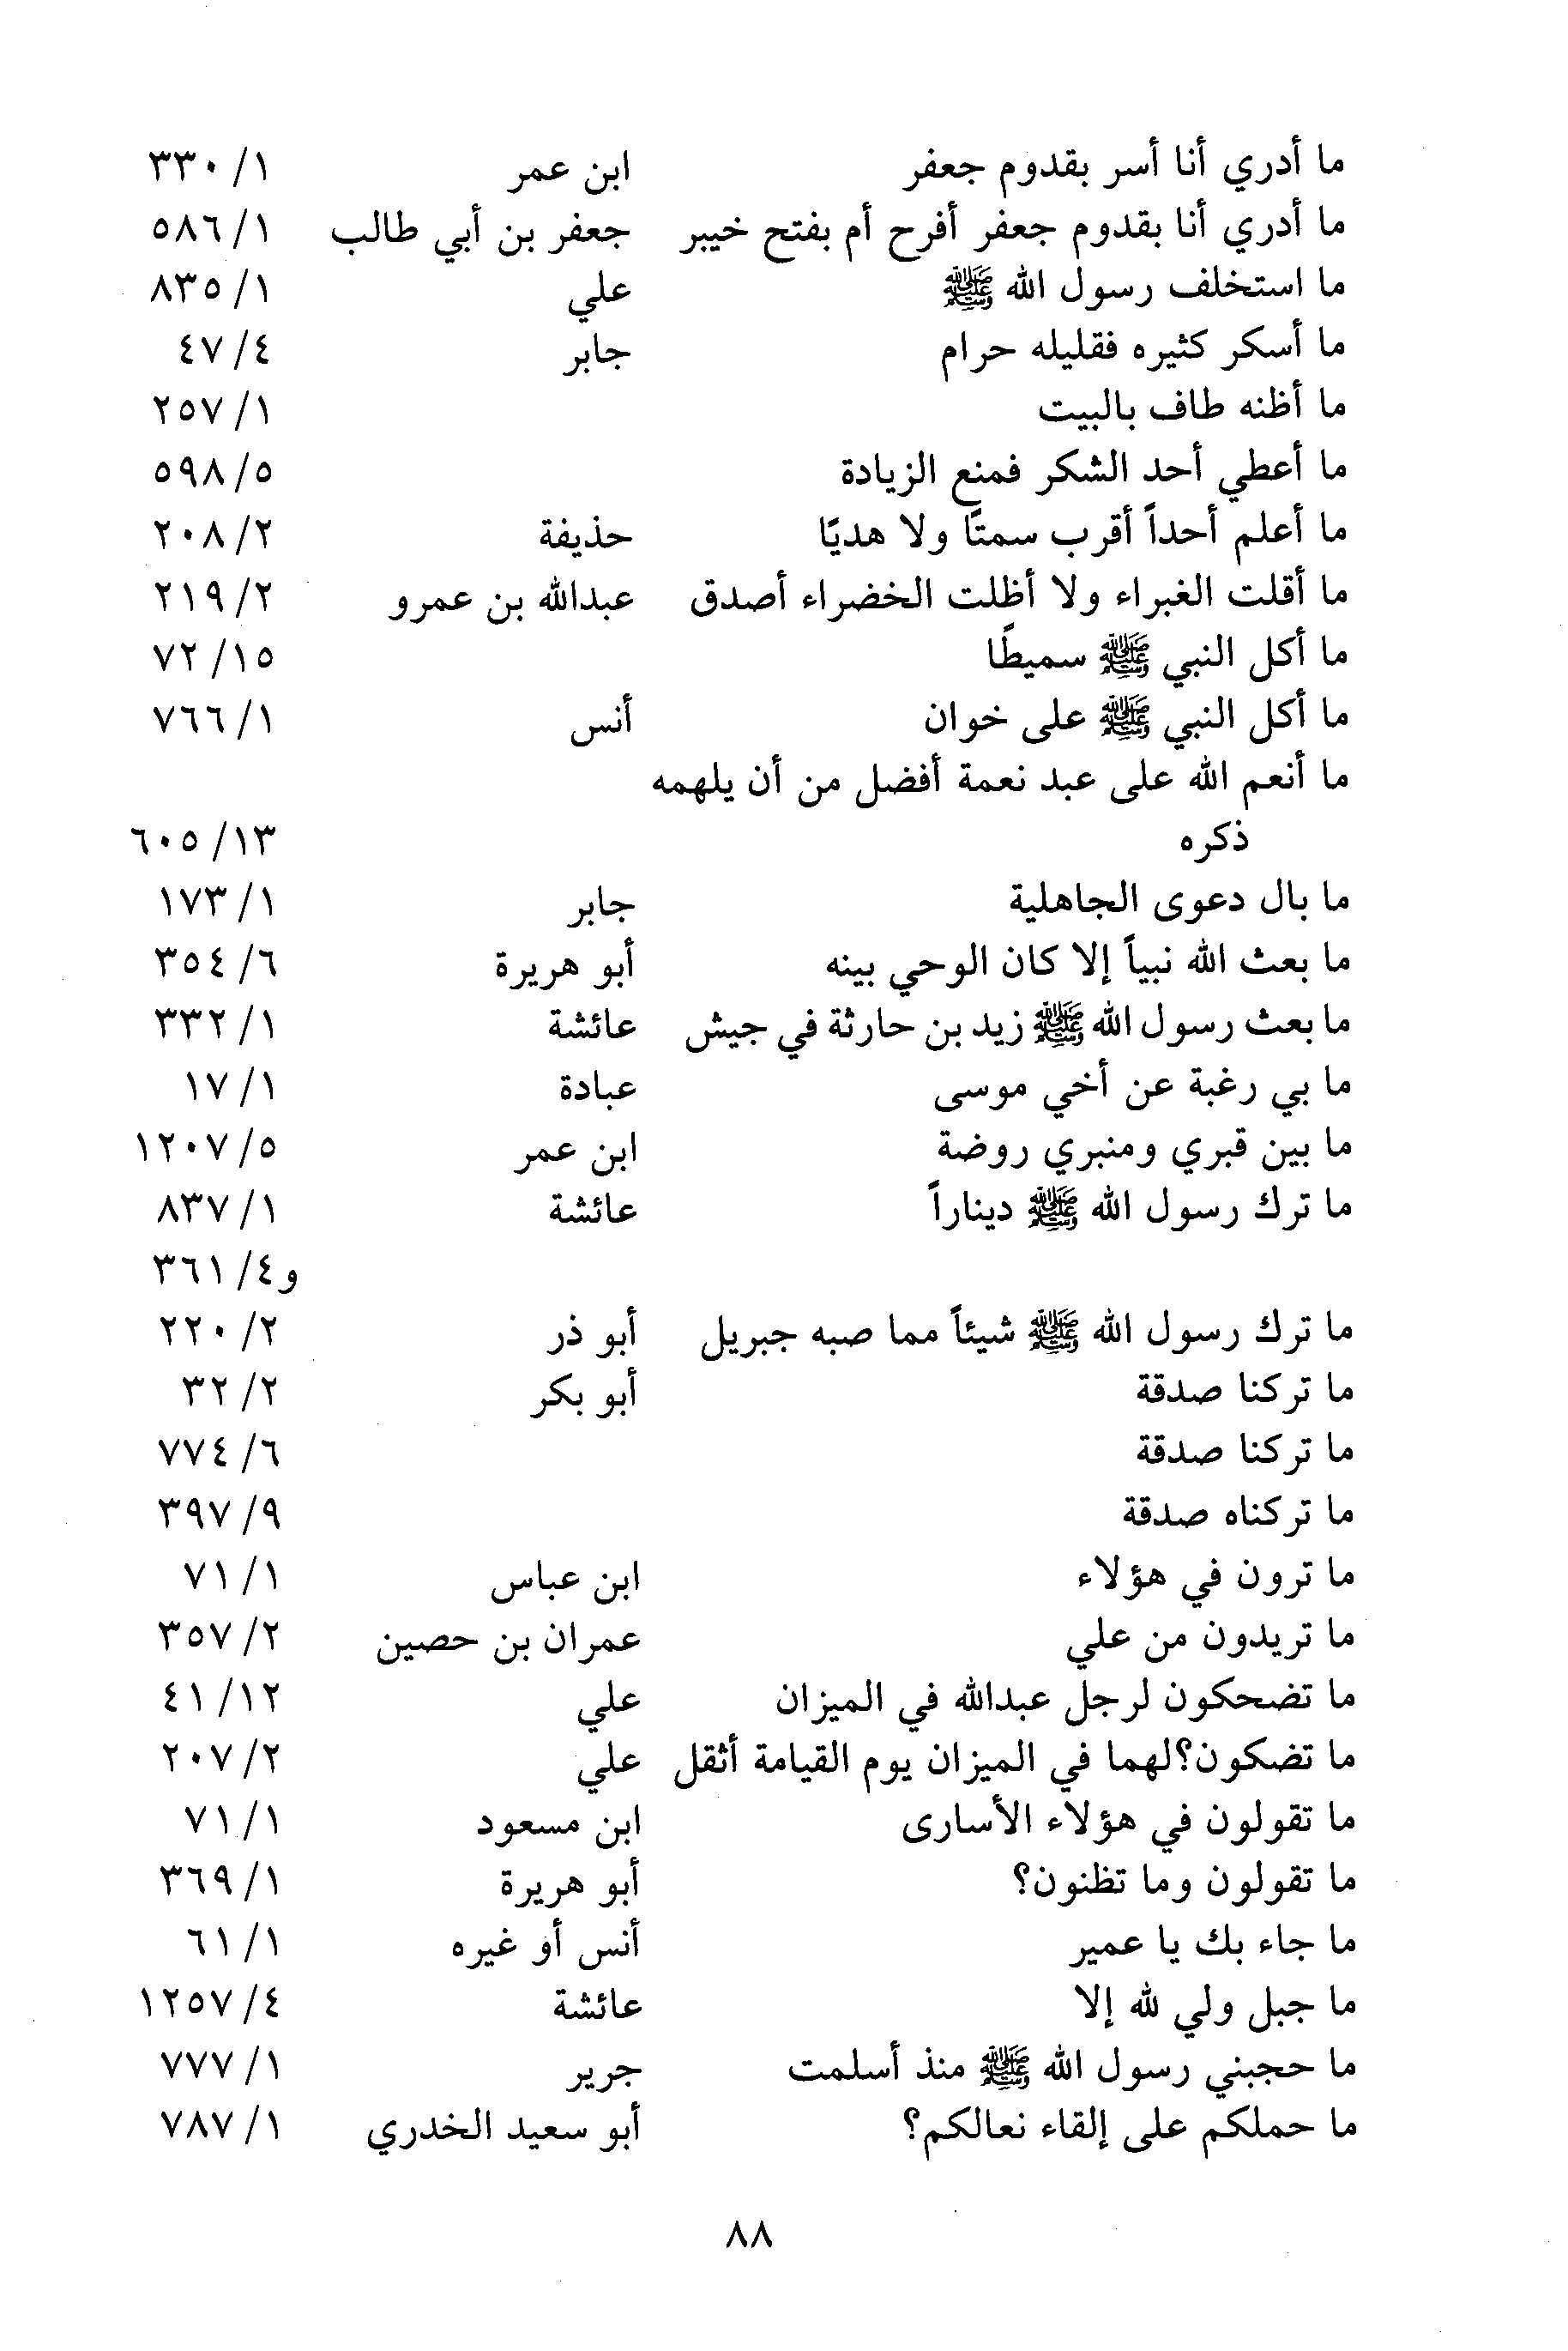 ما أدري أنا أسر بقدوم جعفر ابن عمر ١/ ٣٣٠
ما أدري أنا بقدوم جعفر أفرح أم بفتح خيبر جعفر بن أبي طالب ١/ ٥٨٦
ما استخلف رسول الله ﷺ علي ١/ ٨٣٥
ما أسكر كثيره فقليله حرام جابر ٤/ ٤٧
ما أظنه طاف بالبيت ١/ ٢٥٧
ما أعطي أحد الشكر فمنع الزيادة ٥/ ٥٩٨
ما أعلم أحداً أقرب سمتًا ولا هديًا حذيفة ٢/ ٢٠٨
ما أقلت الغبراء ولا أظلت الخضراء أصدق عبدالله بن عمرو ٢/ ٢١٩
ما أكل النبي ﷺ سميطًا ١٥/ ٧٢
ما أكل النبي ﷺ على خوان أنس ١/ ٧٦٦
ما أنعم الله على عبد نعمة أفضل من أن يلهمه
ذكره ١٣/ ٦٠٥
ما بال دعوى الجاهلية جابر ١/ ١٧٣
ما بعث الله نبياً إلا كان الوحي بينه أبو هريرة ٦/ ٣٥٤
ما بعث رسول الله ﷺ زيد بن حارثة في جيش عائشة ١/ ٣٣٢
ما بي رغبة عن أخي موسى عبادة ١/ ١٧
ما بين قبري ومنبري روضة ابن عمر ٥/ ١٢٠٧
ما ترك رسول الله ﷺ ديناراً عائشة ١/ ٨٣٧
و٤/ ٣٦١
ما ترك رسول الله ﷺ شيئاً مما صبه جبريل أبو ذر ٢/ ٢٢٠
ما تركنا صدقة أبو بكر ٢/ ٣٢
ما تركنا صدقة ٦/ ٧٧٤
ما تركناه صدقة ٩/ ٣٩٧
ما ترون في هؤلاء ابن عباس ١/ ٧١
ما تريدون من علي عمران بن حصين ٢/ ٣٥٧
ما تضحكون لرجل عبدالله في الميزان علي ١٢/ ٤١
ما تضكون؟لهما في الميزان يوم القيامة أثقل علي ٢/ ٢٠٧
ما تقولون في هؤلاء الأسارى ابن مسعود ١/ ٧١
ما تقولون وما تظنون؟ أبو هريرة ١/ ٣٦٩
ما جاء بك يا عمير أنس أو غيره ١/ ٦١
ما جبل ولي لله إلا عائشة ٤/ ١٢٥٧
ما حجبني رسول الله ﷺ منذ أسلمت جرير ١/ ٧٧٧
ما حملكم على إلقاء نعالكم؟ أبو سعيد الخدري ١/ ٧٨٧
٨٨